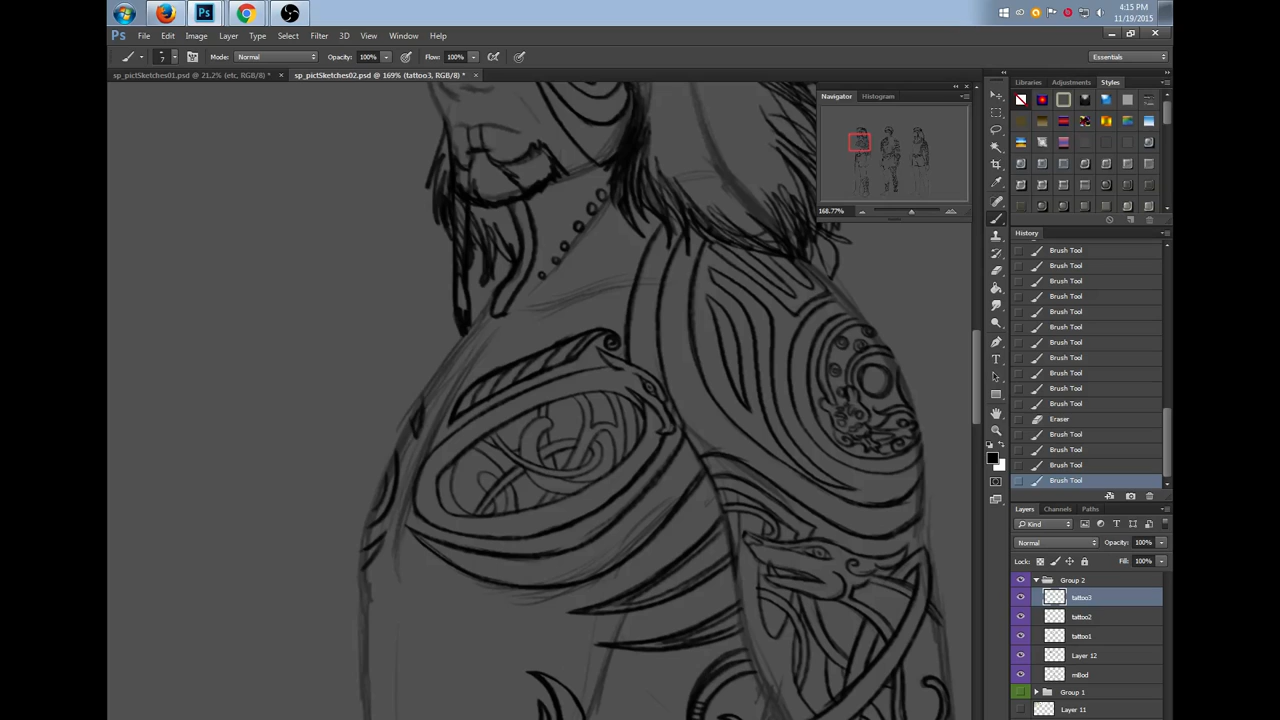 4:15 PM
11/19/2015
Ps File Edit Image Layer Type Select Filter 3D View Window Help
7 Mode: Normal Opacity: 100% Flow: 100% Essentials
sp_pictSketches01.psd @ 21.2% (etc, RGB/8) * × sp_pictSketches02.psd @ 169% (tattoo3, RGB/8) * ×
Libraries Adjustments Styles
Navigator Histogram
168.77%
History
Brush Tool
Brush Tool
Brush Tool
Brush Tool
Brush Tool
Brush Tool
Brush Tool
Brush Tool
Brush Tool
Brush Tool
Brush Tool
Eraser
Brush Tool
Brush Tool
Brush Tool
Brush Tool
Layers Channels Paths
Kind
Normal Opacity: 100%
Lock: Fill: 100%
Group 2
tattoo3
tattoo2
tattoo1
Layer 12
mBod
Group 1
Layer 11